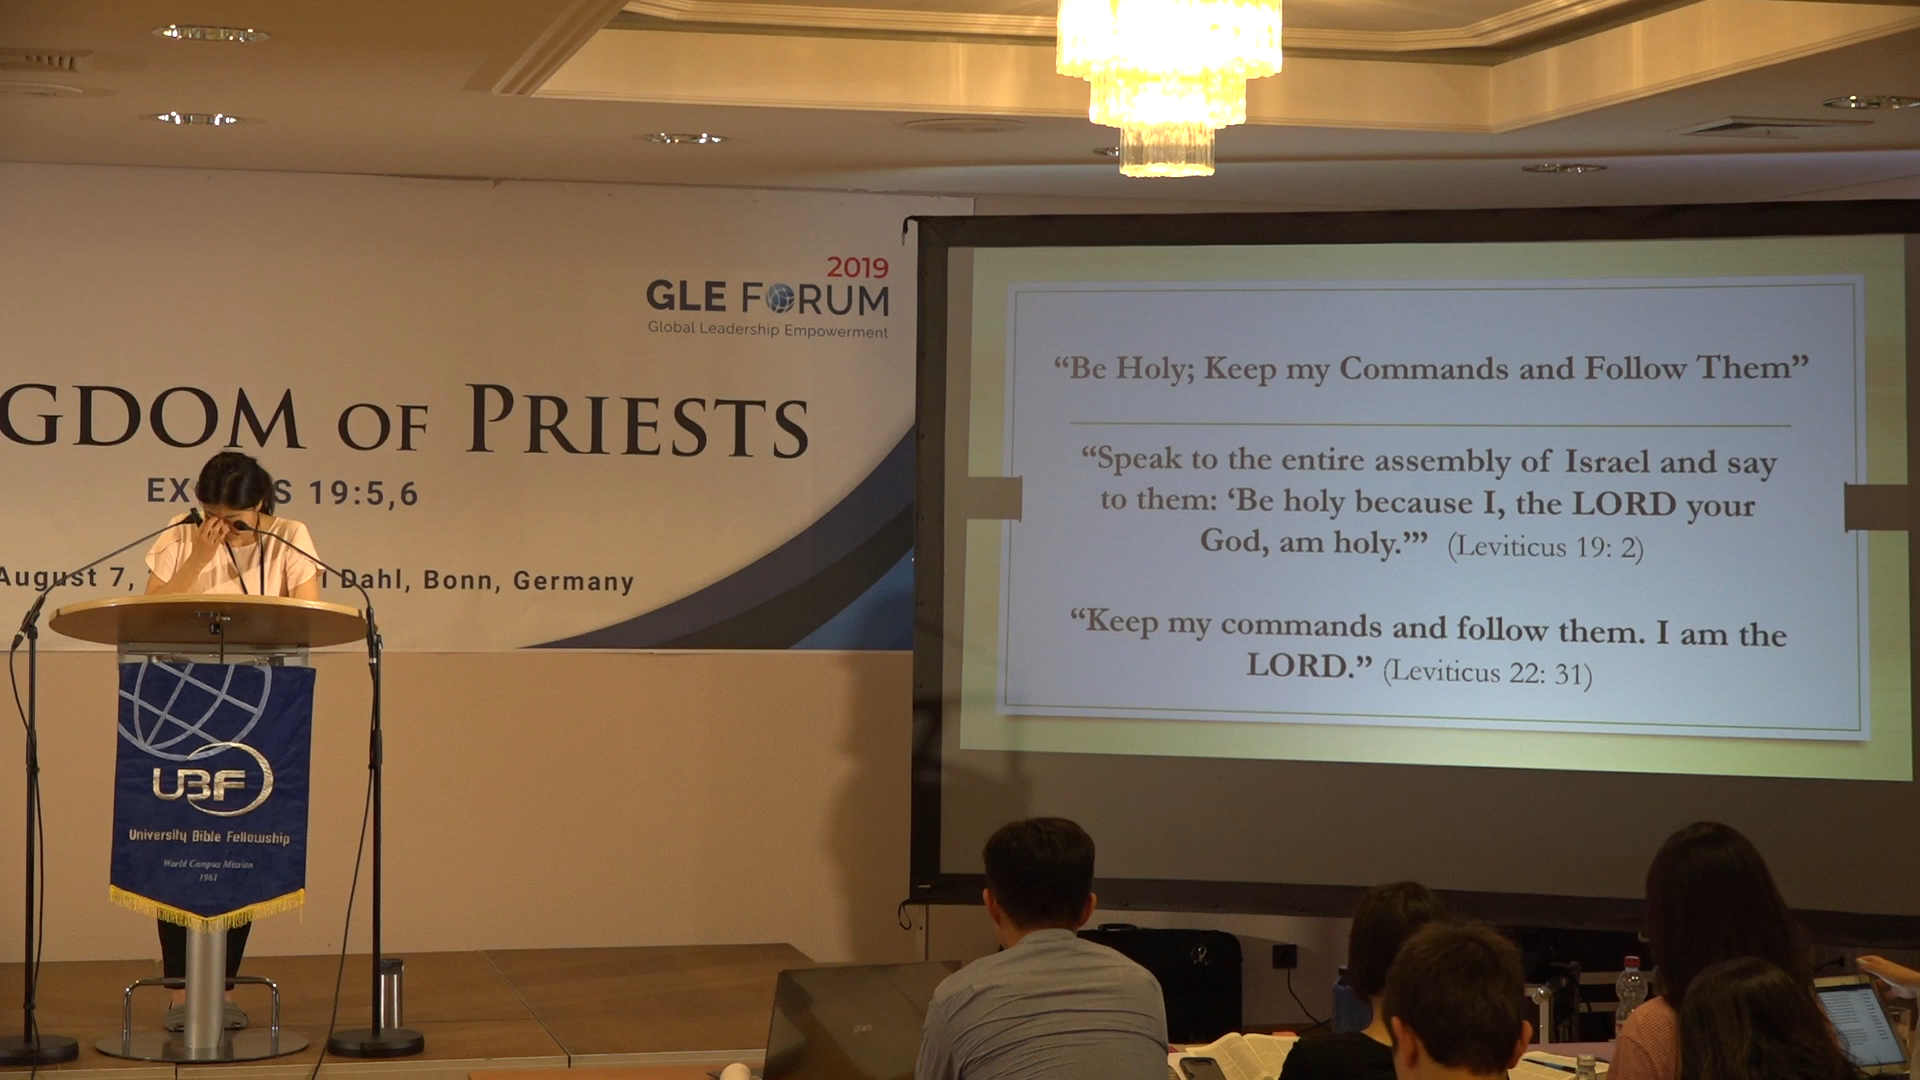 2019
GLE FORUM
Global Leadership Empowerment
GDOM OF PRIESTS
EX S 19:5,6
August 7, l Dahl, Bonn, Germany
UBF
University Bible Fellowship
World Campus Mission
1961
“Be Holy; Keep my Commands and Follow Them”
“Speak to the entire assembly of Israel and say
to them: ‘Be holy because I, the LORD your
God, am holy.’” (Leviticus 19: 2)
“Keep my commands and follow them. I am the
LORD.” (Leviticus 22: 31)